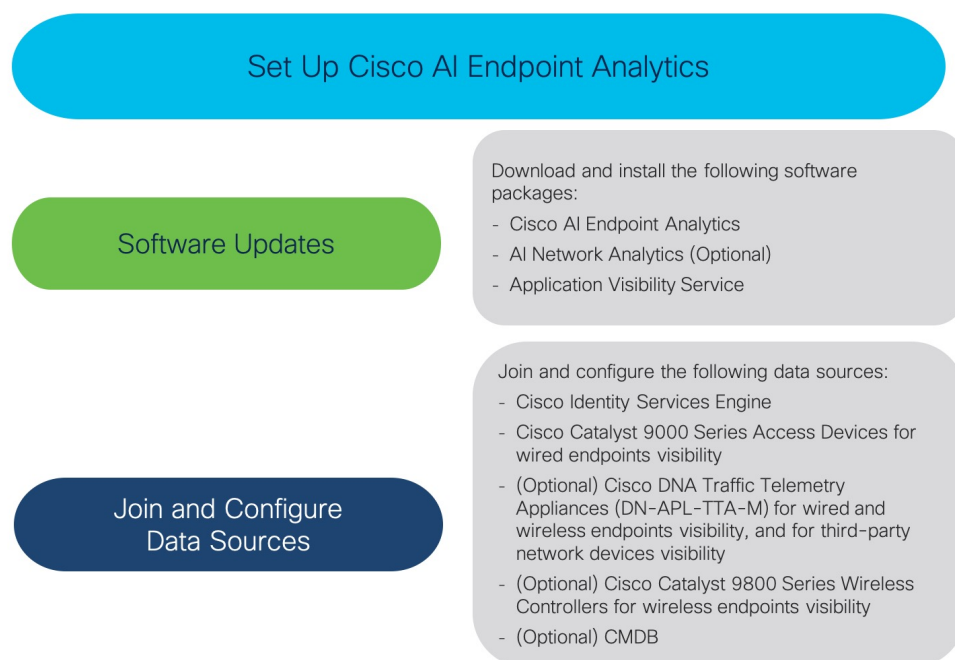 Set Up Cisco AI Endpoint Analytics
Software Updates
Download and install the following software
packages:
- Cisco AI Endpoint Analytics
- AI Network Analytics (Optional)
- Application Visibility Service
Join and Configure
Data Sources
Join and configure the following data sources:
- Cisco Identity Services Engine
- Cisco Catalyst 9000 Series Access Devices for
wired endpoints visibility
- (Optional) Cisco DNA Traffic Telemetry
Appliances (DN-APL-TTA-M) for wired and
wireless endpoints visibility, and for third-party
network devices visibility
- (Optional) Cisco Catalyst 9800 Series Wireless
Controllers for wireless endpoints visibility
- (Optional) CMDB